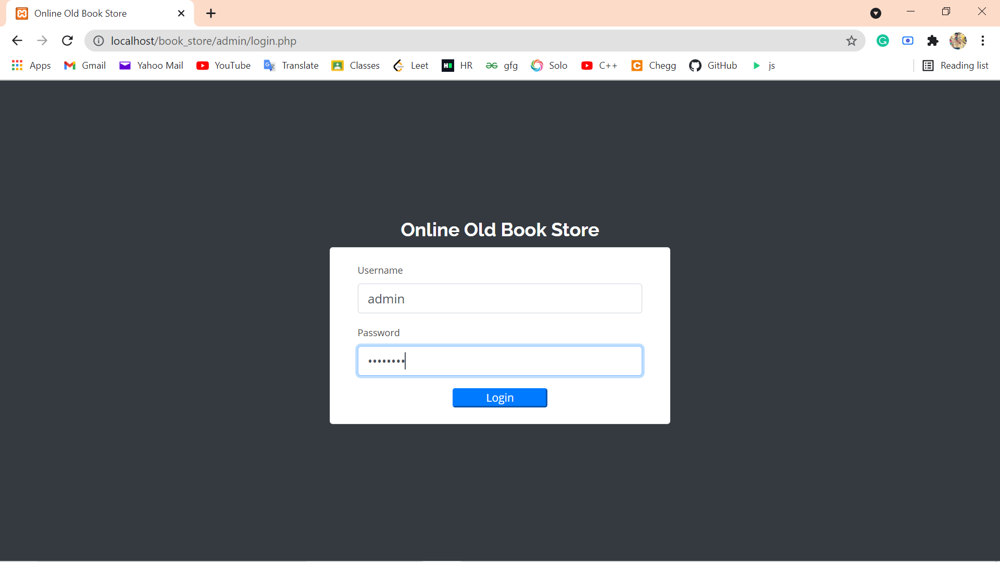 Online Old Book Store
localhost/book_store/admin/login.php
Apps Gmail Yahoo Mail YouTube Translate Classes Leet HR gfg Solo C++ Chegg GitHub js Reading list
Online Old Book Store
Username
admin
Password
••••••••
Login